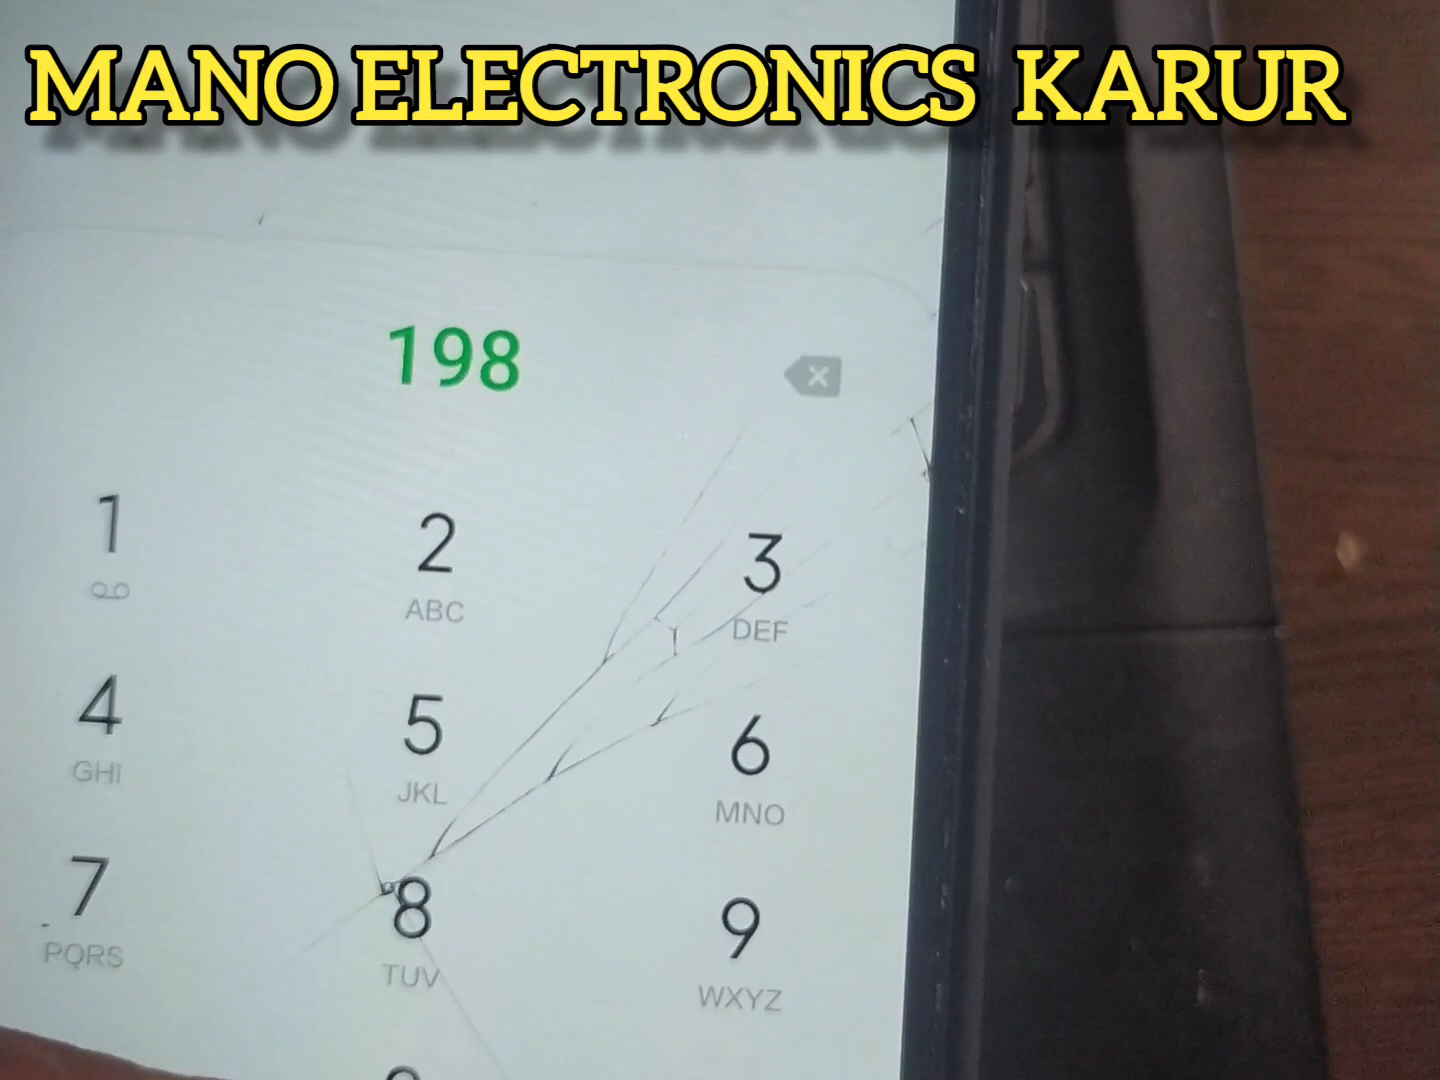 MANO ELECTRONICS KARUR
198
1 2 3
ABC DEF
4 5 6
GHI JKL MNO
7 8 9
PQRS TUV WXYZ